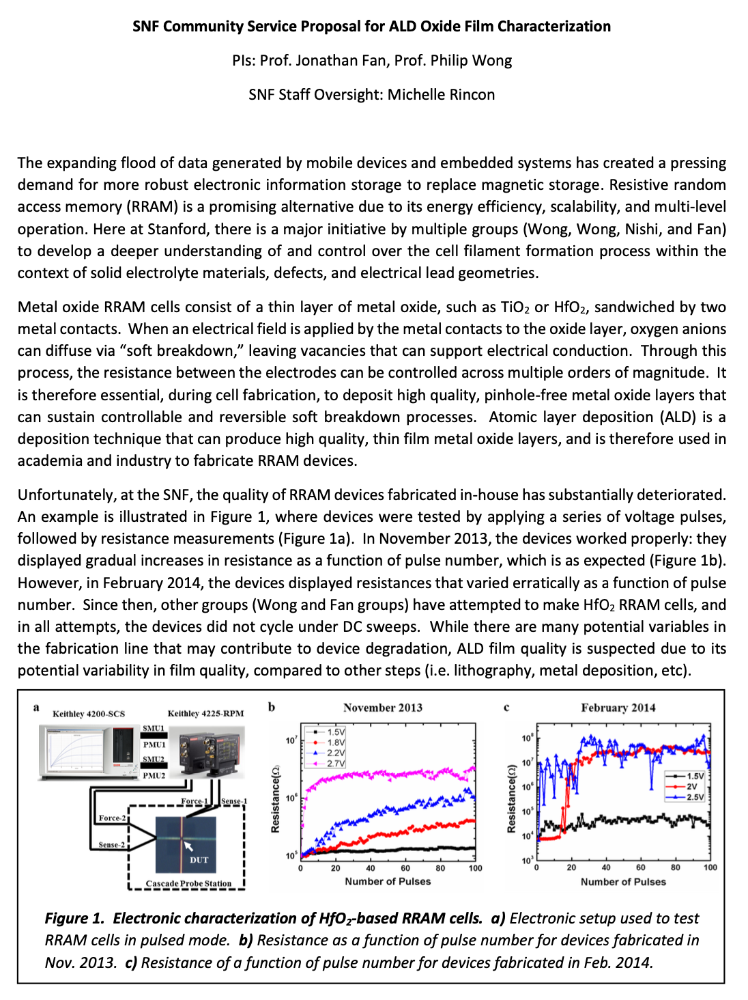 SNF Community Service Proposal for ALD Oxide Film Characterization
PIs: Prof. Jonathan Fan, Prof. Philip Wong
SNF Staff Oversight: Michelle Rincon
The expanding flood of data generated by mobile devices and embedded systems has created a pressing
demand for more robust electronic information storage to replace magnetic storage. Resistive random
access memory (RRAM) is a promising alternative due to its energy efficiency, scalability, and multi-level
operation. Here at Stanford, there is a major initiative by multiple groups (Wong, Wong, Nishi, and Fan)
to develop a deeper understanding of and control over the cell filament formation process within the
context of solid electrolyte materials, defects, and electrical lead geometries.
Metal oxide RRAM cells consist of a thin layer of metal oxide, such as TiO₂ or HfO₂, sandwiched by two
metal contacts. When an electrical field is applied by the metal contacts to the oxide layer, oxygen anions
can diffuse via “soft breakdown,” leaving vacancies that can support electrical conduction. Through this
process, the resistance between the electrodes can be controlled across multiple orders of magnitude. It
is therefore essential, during cell fabrication, to deposit high quality, pinhole-free metal oxide layers that
can sustain controllable and reversible soft breakdown processes. Atomic layer deposition (ALD) is a
deposition technique that can produce high quality, thin film metal oxide layers, and is therefore used in
academia and industry to fabricate RRAM devices.
Unfortunately, at the SNF, the quality of RRAM devices fabricated in-house has substantially deteriorated.
An example is illustrated in Figure 1, where devices were tested by applying a series of voltage pulses,
followed by resistance measurements (Figure 1a). In November 2013, the devices worked properly: they
displayed gradual increases in resistance as a function of pulse number, which is as expected (Figure 1b).
However, in February 2014, the devices displayed resistances that varied erratically as a function of pulse
number. Since then, other groups (Wong and Fan groups) have attempted to make HfO₂ RRAM cells, and
in all attempts, the devices did not cycle under DC sweeps. While there are many potential variables in
the fabrication line that may contribute to device degradation, ALD film quality is suspected due to its
potential variability in film quality, compared to other steps (i.e. lithography, metal deposition, etc).
a
Keithley 4200-SCS
Keithley 4225-RPM
SMU1
PMU1
SMU2
PMU2
Force-1
Sense-1
Force-2
Sense-2
DUT
Cascade Probe Station
b
November 2013
Resistance(Ω)
10⁷
10⁶
10⁵
1.5V
1.8V
2.2V
2.7V
0 20 40 60 80 100
Number of Pulses
c
February 2014
Resistance(Ω)
10⁸
10⁷
10⁶
10⁵
10⁴
10³
1.5V
2V
2.5V
0 20 40 60 80 100
Number of Pulses
Figure 1. Electronic characterization of HfO₂-based RRAM cells. a) Electronic setup used to test
RRAM cells in pulsed mode. b) Resistance as a function of pulse number for devices fabricated in
Nov. 2013. c) Resistance of a function of pulse number for devices fabricated in Feb. 2014.